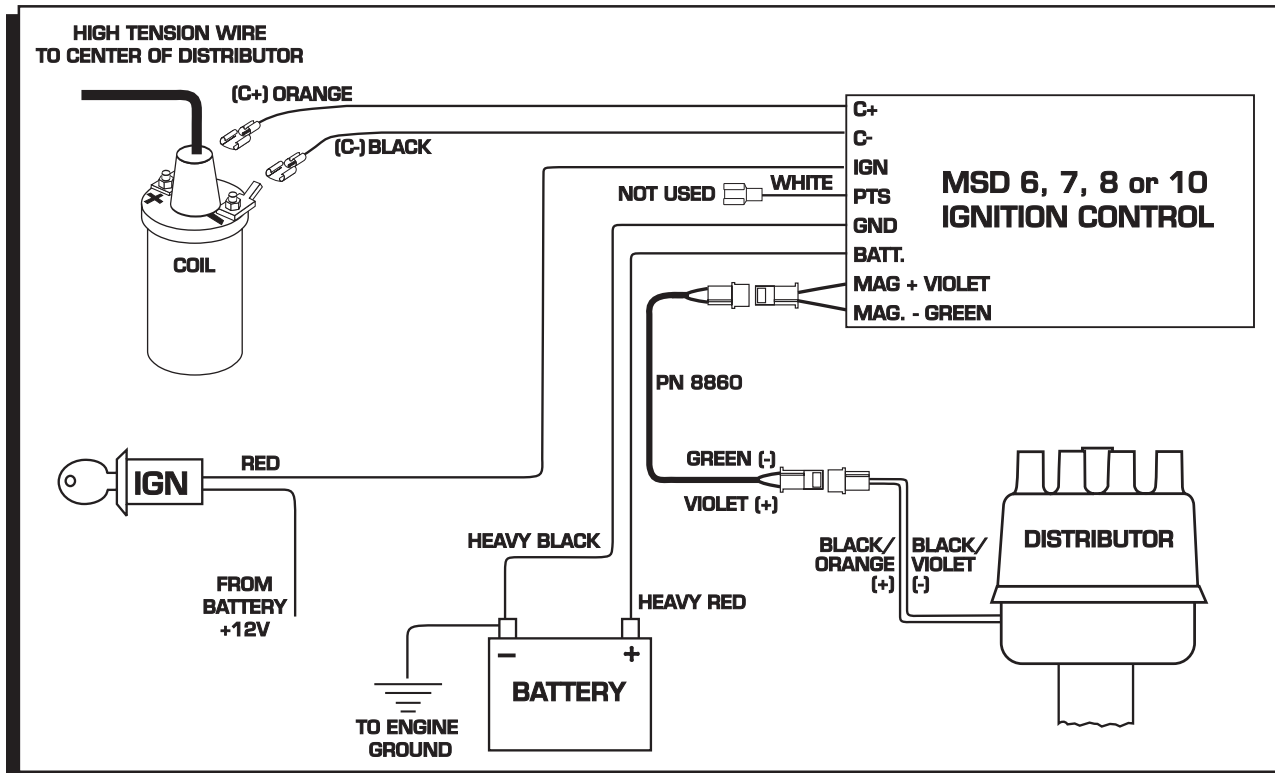 HIGH TENSION WIRE
TO CENTER OF DISTRIBUTOR
(C+) ORANGE
(C-) BLACK
+
-
COIL
C+
C-
IGN
PTS
GND
BATT.
MAG + VIOLET
MAG. - GREEN
MSD 6, 7, 8 or 10
IGNITION CONTROL
NOT USED
WHITE
PN 8860
IGN
RED
FROM
BATTERY
+12V
GREEN (-)
VIOLET (+)
BLACK/
ORANGE
(+)
BLACK/
VIOLET
(-)
DISTRIBUTOR
HEAVY BLACK
HEAVY RED
-
+
BATTERY
TO ENGINE
GROUND